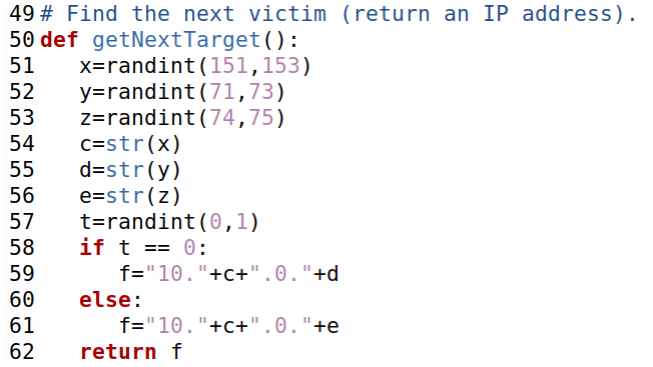 49 # Find the next victim (return an IP address).
50 def getNextTarget():
51    x=randint(151,153)
52    y=randint(71,73)
53    z=randint(74,75)
54    c=str(x)
55    d=str(y)
56    e=str(z)
57    t=randint(0,1)
58    if t == 0:
59       f="10."+c+".0."+d
60    else:
61       f="10."+c+".0."+e
62    return f